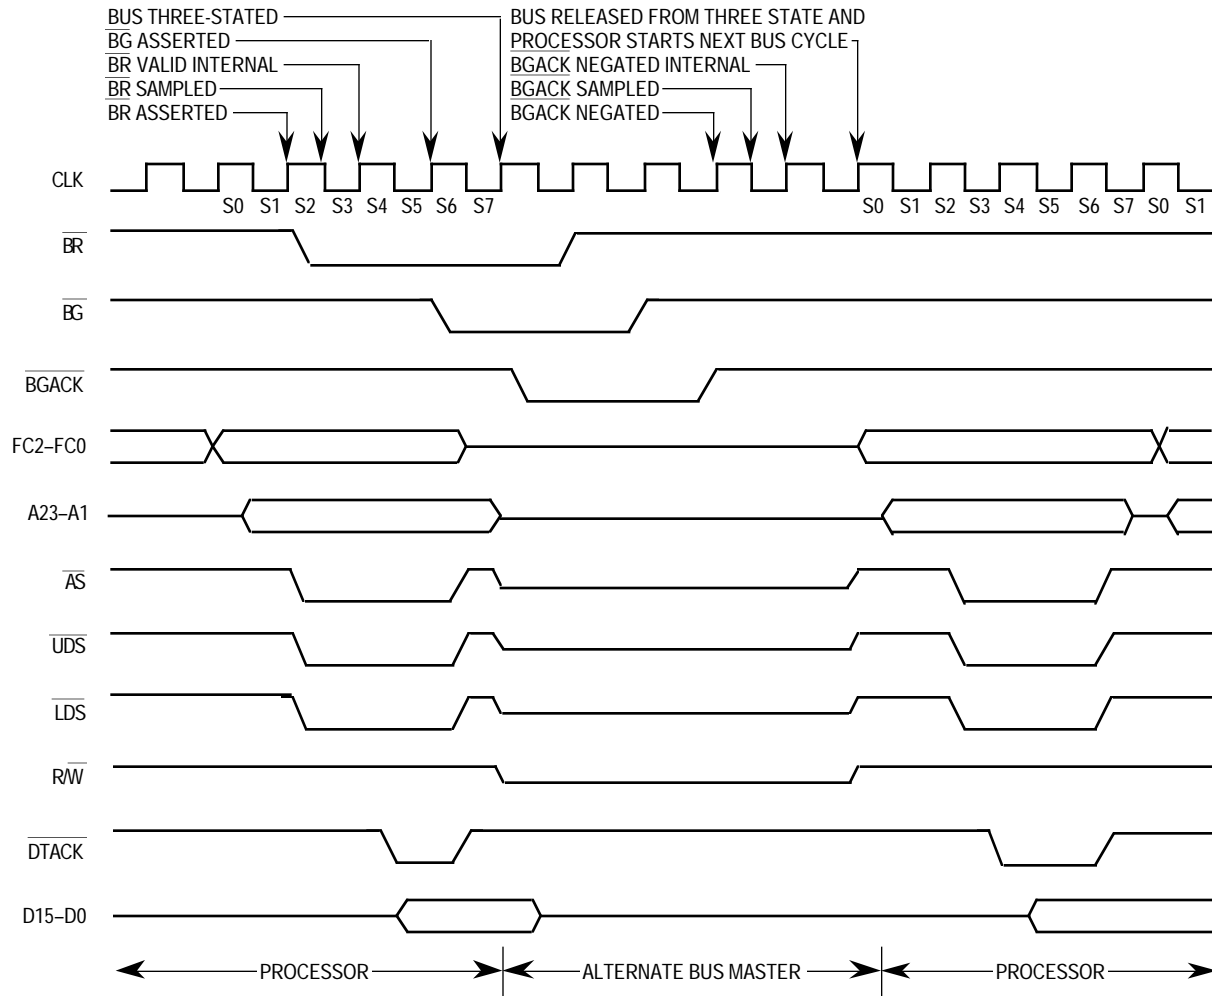 BUS THREE-STATED
BG ASSERTED
BR VALID INTERNAL
BR SAMPLED
BR ASSERTED
BUS RELEASED FROM THREE STATE AND
PROCESSOR STARTS NEXT BUS CYCLE
BGACK NEGATED INTERNAL
BGACK SAMPLED
BGACK NEGATED
CLK
S0 S1 S2 S3 S4 S5 S6 S7 S0 S1 S2 S3 S4 S5 S6 S7 S0 S1
BR
BG
BGACK
FC2–FC0
A23–A1
AS
UDS
LDS
R/W
DTACK
D15–D0
PROCESSOR ALTERNATE BUS MASTER PROCESSOR